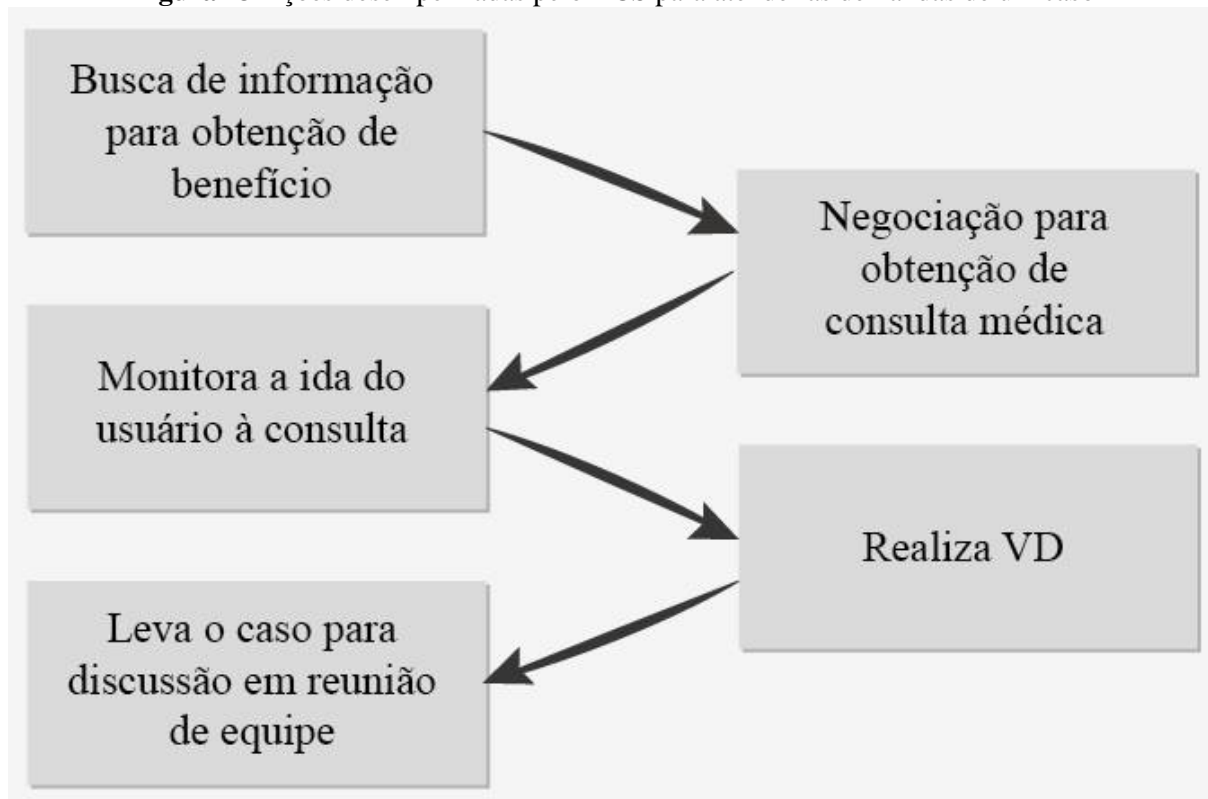 Busca de informação
para obtenção de
benefício
Negociação para
obtenção de
consulta médica
Monitora a ida do
usuário à consulta
Realiza VD
Leva o caso para
discussão em reunião
de equipe